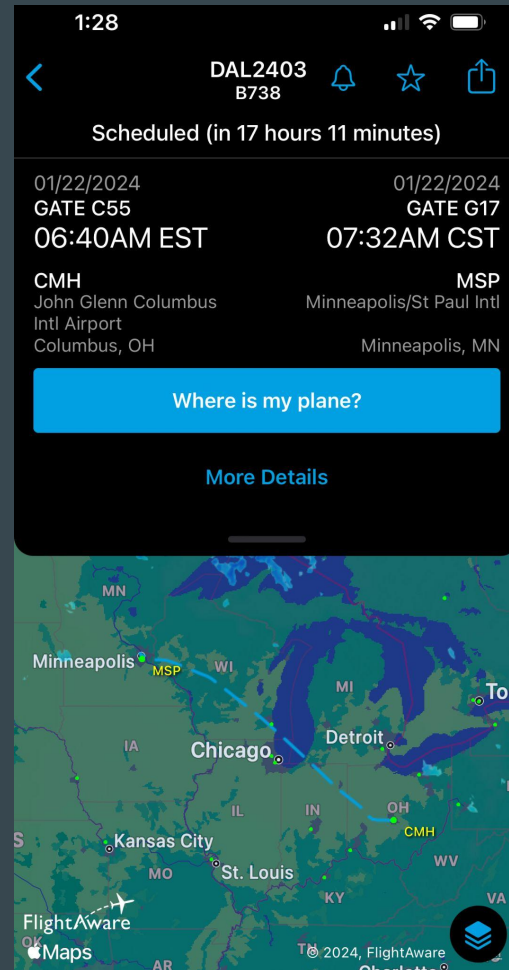 1:28
DAL2403
B738
Scheduled (in 17 hours 11 minutes)
01/22/2024
01/22/2024
GATE C55
GATE G17
06:40AM EST
07:32AM CST
CMH
MSP
John Glenn Columbus
Minneapolis/St Paul Intl
Intl Airport
Columbus, OH
Minneapolis, MN
Where is my plane?
More Details
MN
Minneapolis
MSP
WI
MI
To
Detroit
IA
Chicago
IL
IN
OH
CMH
S
Kansas City
MO
St. Louis
WV
KY
VA
FlightAware
OK
Maps
AR
TN
© 2024, FlightAware
Charlotte